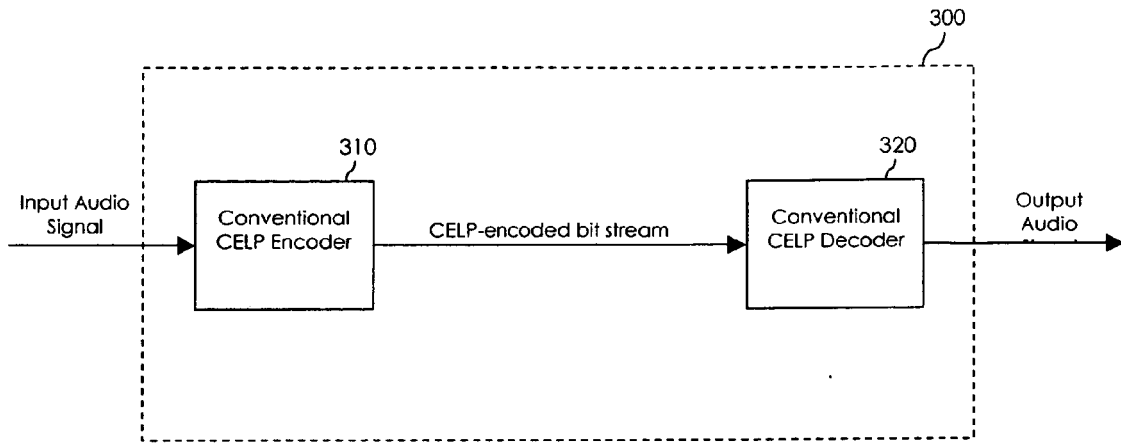 300
310
320
Input Audio
Signal
Conventional
CELP Encoder
CELP-encoded bit stream
Conventional
CELP Decoder
Output
Audio